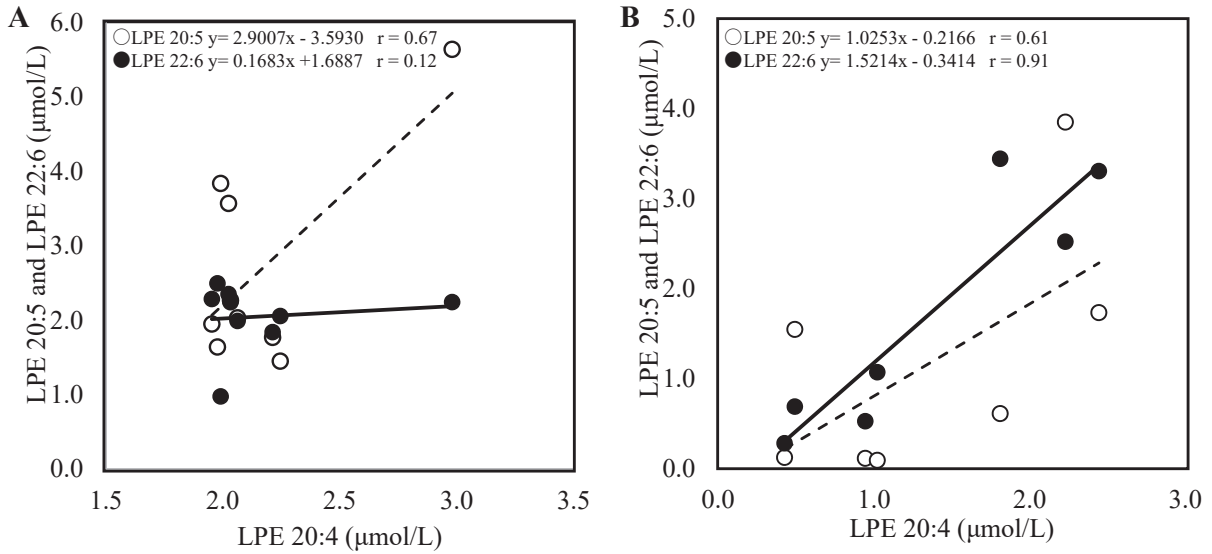 A
LPE 20:5 y= 2.9007x - 3.5930 r = 0.67
LPE 22:6 y= 0.1683x +1.6887 r = 0.12
LPE 20:5 and LPE 22:6 (μmol/L)
6.0
5.0
4.0
3.0
2.0
1.0
0.0
1.5 2.0 2.5 3.0 3.5
LPE 20:4 (μmol/L)
B
LPE 20:5 y= 1.0253x - 0.2166 r = 0.61
LPE 22:6 y= 1.5214x - 0.3414 r = 0.91
LPE 20:5 and LPE 22:6 (μmol/L)
5.0
4.0
3.0
2.0
1.0
0.0
0.0 1.0 2.0 3.0
LPE 20:4 (μmol/L)